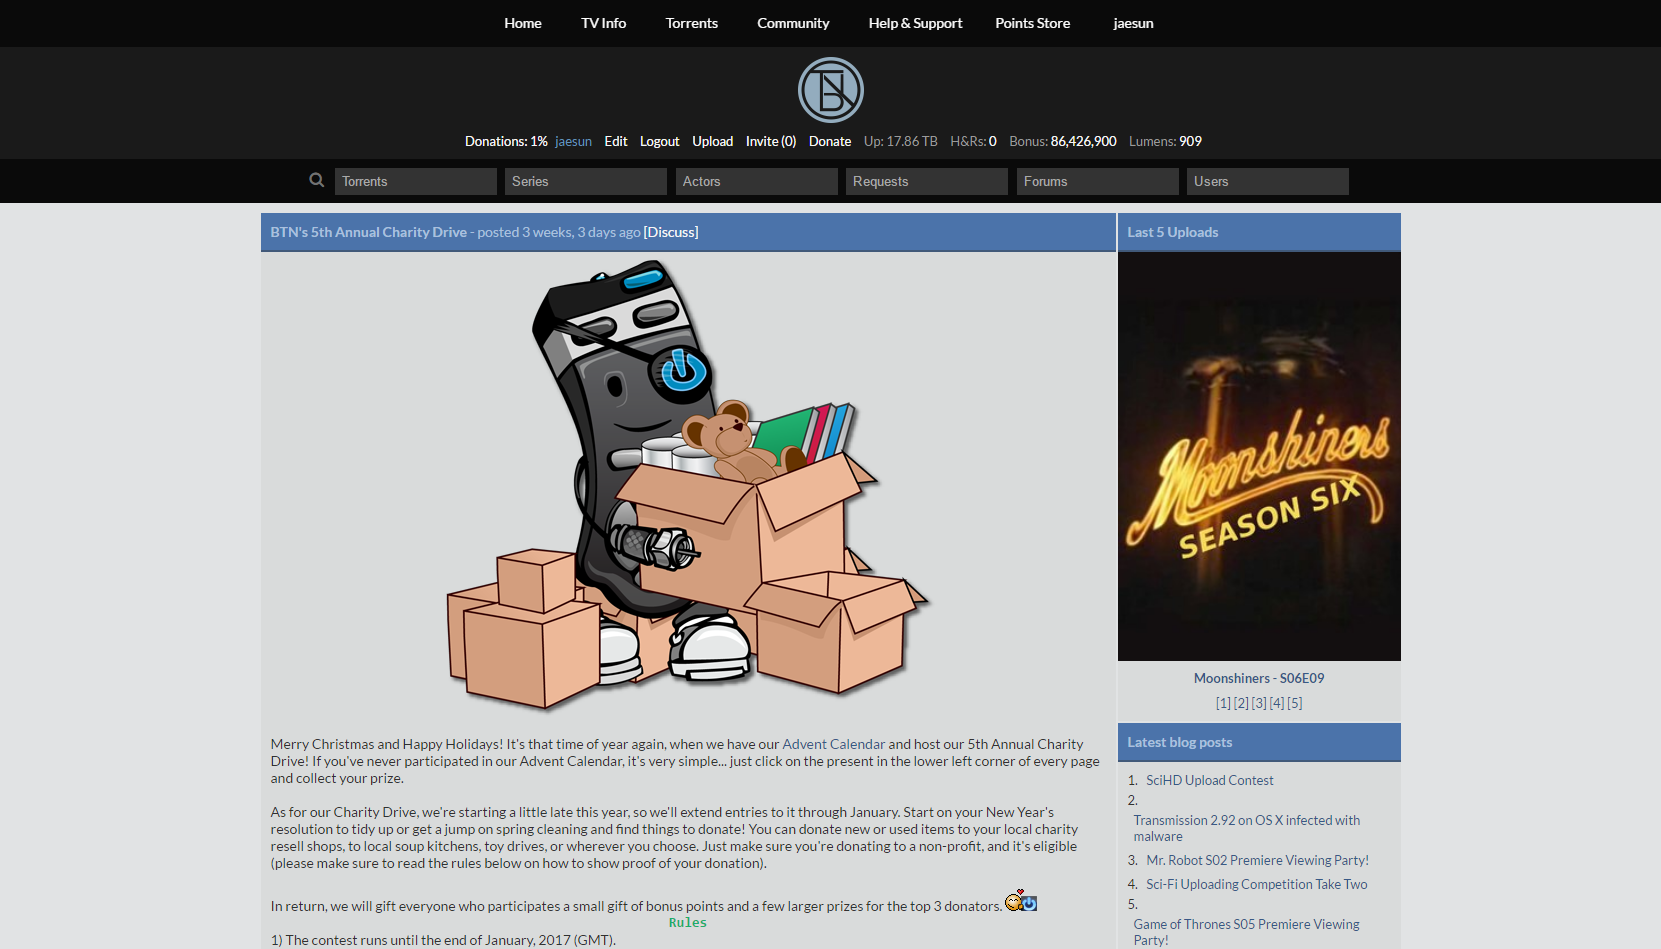 Home TV Info Torrents Community Help & Support Points Store jaesun
BTN
Donations: 1% jaesun Edit Logout Upload Invite (0) Donate Up: 17.86 TB H&Rs: 0 Bonus: 86,426,900 Lumens: 909
Torrents Series Actors Requests Forums Users
BTN's 5th Annual Charity Drive - posted 3 weeks, 3 days ago [Discuss]
Merry Christmas and Happy Holidays! It's that time of year again, when we have our Advent Calendar and host our 5th Annual Charity
Drive! If you've never participated in our Advent Calendar, it's very simple... just click on the present in the lower left corner of every page
and collect your prize.
As for our Charity Drive, we're starting a little late this year, so we'll extend entries to it through January. Start on your New Year's
resolution to tidy up or get a jump on spring cleaning and find things to donate! You can donate new or used items to your local charity
resell shops, to local soup kitchens, toy drives, or wherever you choose. Just make sure you're donating to a non-profit, and it's eligible
(please make sure to read the rules below on how to show proof of your donation).
In return, we will gift everyone who participates a small gift of bonus points and a few larger prizes for the top 3 donators.
Rules
1) The contest runs until the end of January, 2017 (GMT).
Last 5 Uploads
Moonshiners
SEASON SIX
Moonshiners - S06E09
[1] [2] [3] [4] [5]
Latest blog posts
1. SciHD Upload Contest
2.
Transmission 2.92 on OS X infected with
malware
3. Mr. Robot S02 Premiere Viewing Party!
4. Sci-Fi Uploading Competition Take Two
5.
Game of Thrones S05 Premiere Viewing
Party!